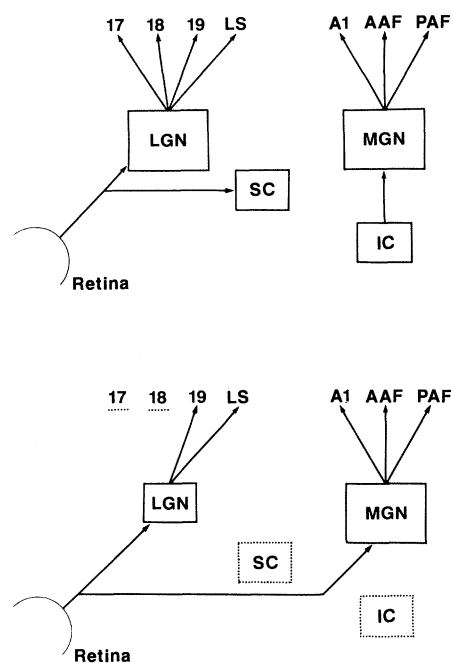 17 18 19 LS A1 AAF PAF
LGN MGN
SC
IC
Retina
17 18 19 LS A1 AAF PAF
LGN MGN
SC
IC
Retina